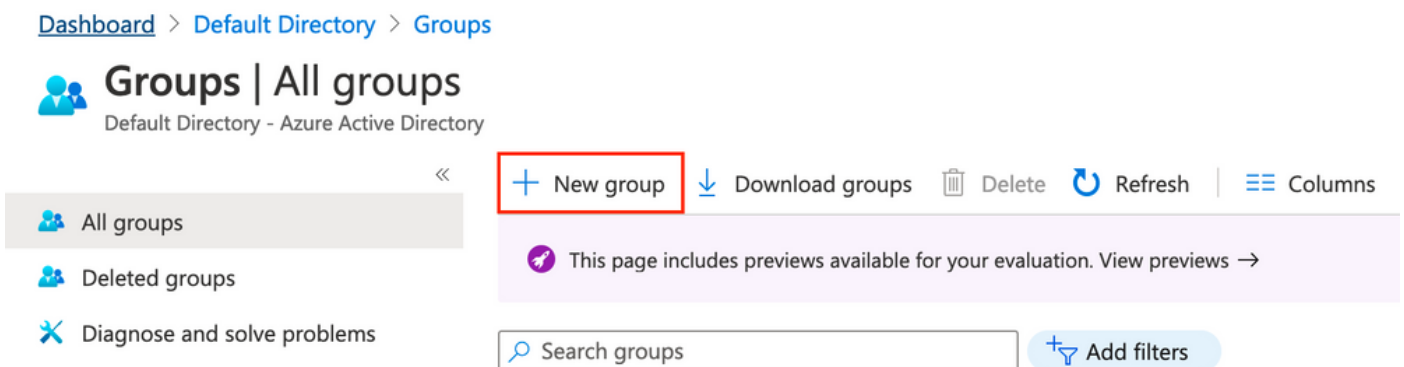 Dashboard > Default Directory > Groups
Groups | All groups
Default Directory - Azure Active Directory
«
New group Download groups Delete Refresh Columns
All groups
This page includes previews available for your evaluation. View previews →
Deleted groups
Diagnose and solve problems
Search groups Add filters